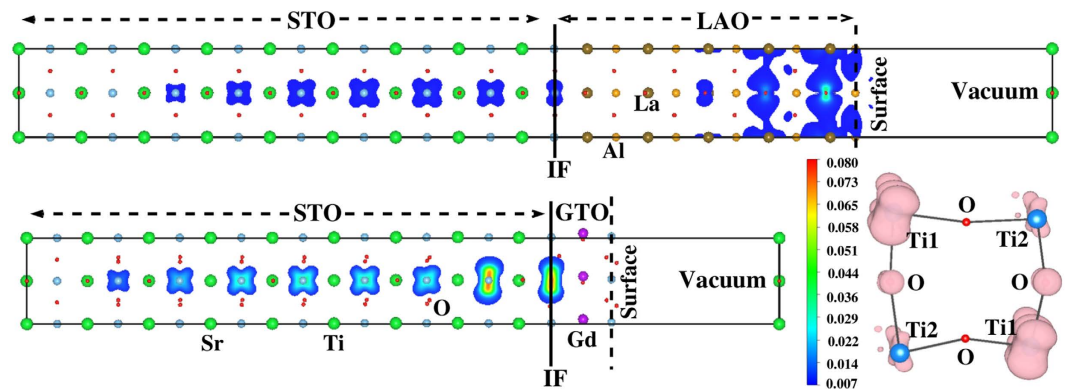 STO LAO
Vacuum
La
Surface
Al
IF
STO GTO
Vacuum
Surface
O
Sr Ti Gd
IF
0.080
0.073
0.065
0.058
0.051
0.044
0.036
0.029
0.022
0.014
0.007
O
Ti1 Ti2
O O
Ti2 Ti1
O